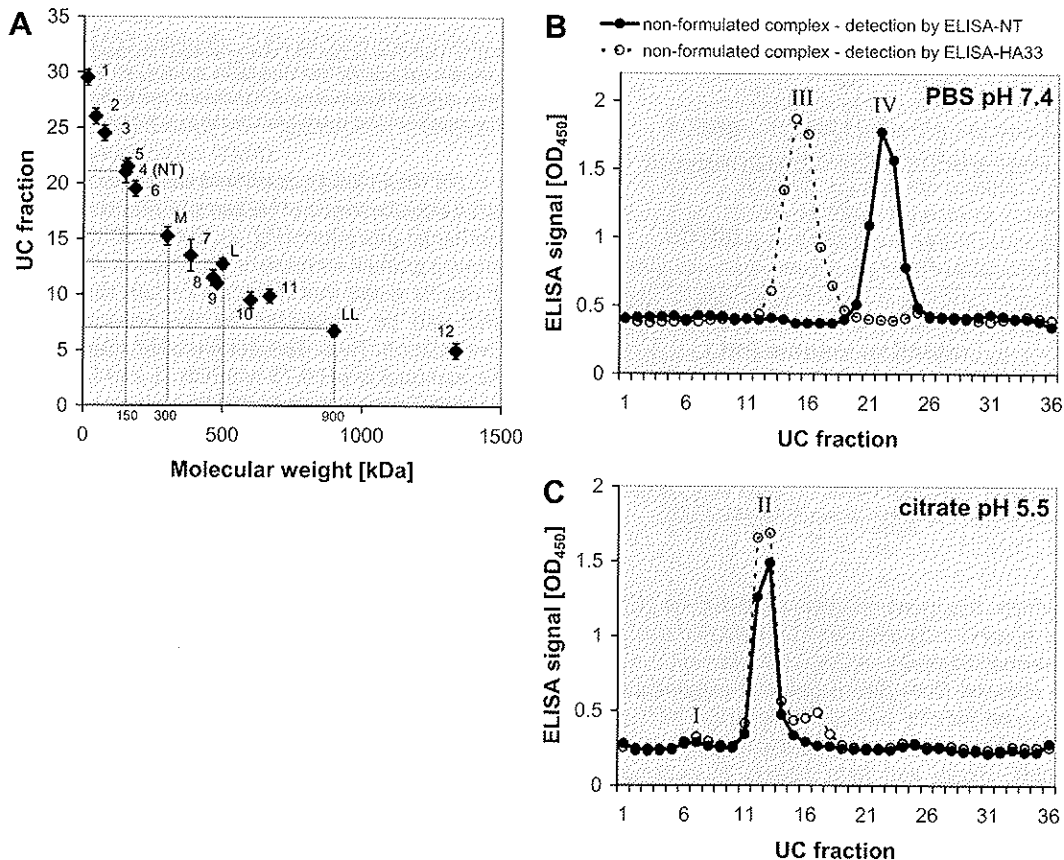 A
UC fraction
35
30
25
20
15
10
5
0
1
2
3
5
4 (NT)
6
M
7
L
8
9
10
11
LL
12
150
300
900
0
500
1000
1500
Molecular weight [kDa]
B
non-formulated complex - detection by ELISA-NT
non-formulated complex - detection by ELISA-HA33
PBS pH 7.4
III
IV
ELISA signal [OD450]
2
1.5
1
0.5
0
1
6
11
16
21
26
31
36
UC fraction
C
citrate pH 5.5
II
I
ELISA signal [OD450]
2
1.5
1
0.5
0
1
6
11
16
21
26
31
36
UC fraction